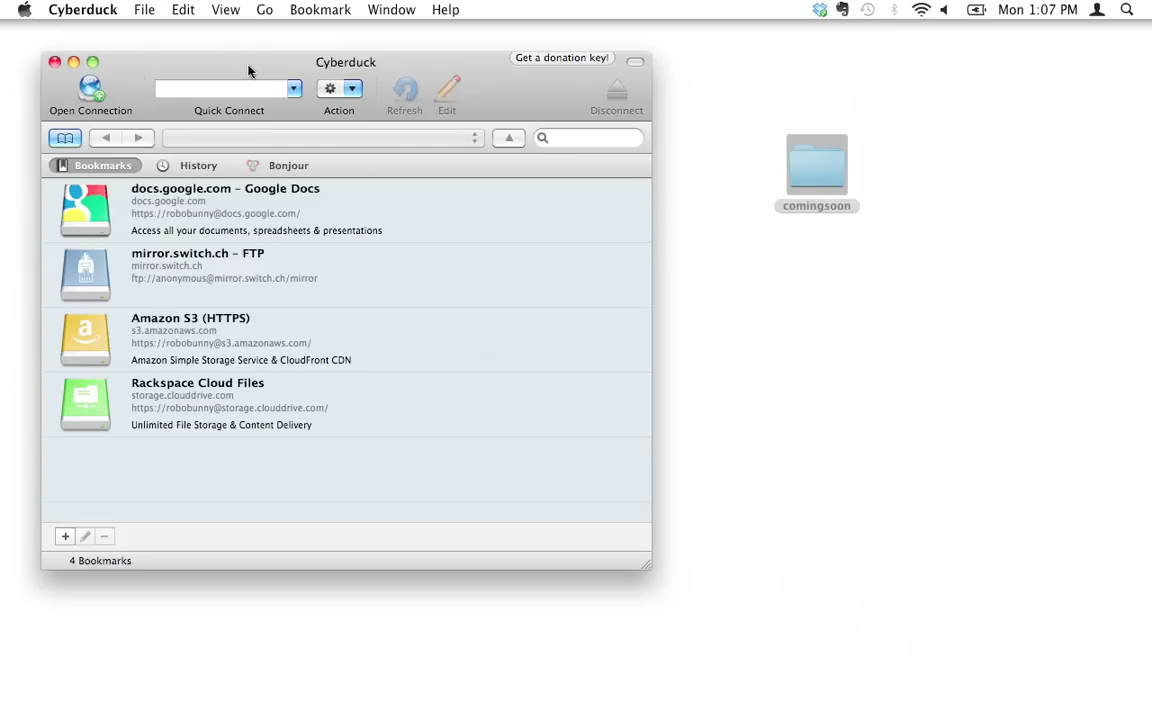 Cyberduck File Edit View Go Bookmark Window Help Mon 1:07 PM
Cyberduck
Get a donation key!
Open Connection Quick Connect Action Refresh Edit Disconnect
Bookmarks History Bonjour
docs.google.com – Google Docs
docs.google.com
https://robobunny@docs.google.com/
Access all your documents, spreadsheets & presentations
mirror.switch.ch – FTP
mirror.switch.ch
ftp://anonymous@mirror.switch.ch/mirror
Amazon S3 (HTTPS)
s3.amazonaws.com
https://robobunny@s3.amazonaws.com/
Amazon Simple Storage Service & CloudFront CDN
Rackspace Cloud Files
storage.clouddrive.com
https://robobunny@storage.clouddrive.com/
Unlimited File Storage & Content Delivery
4 Bookmarks
comingsoon